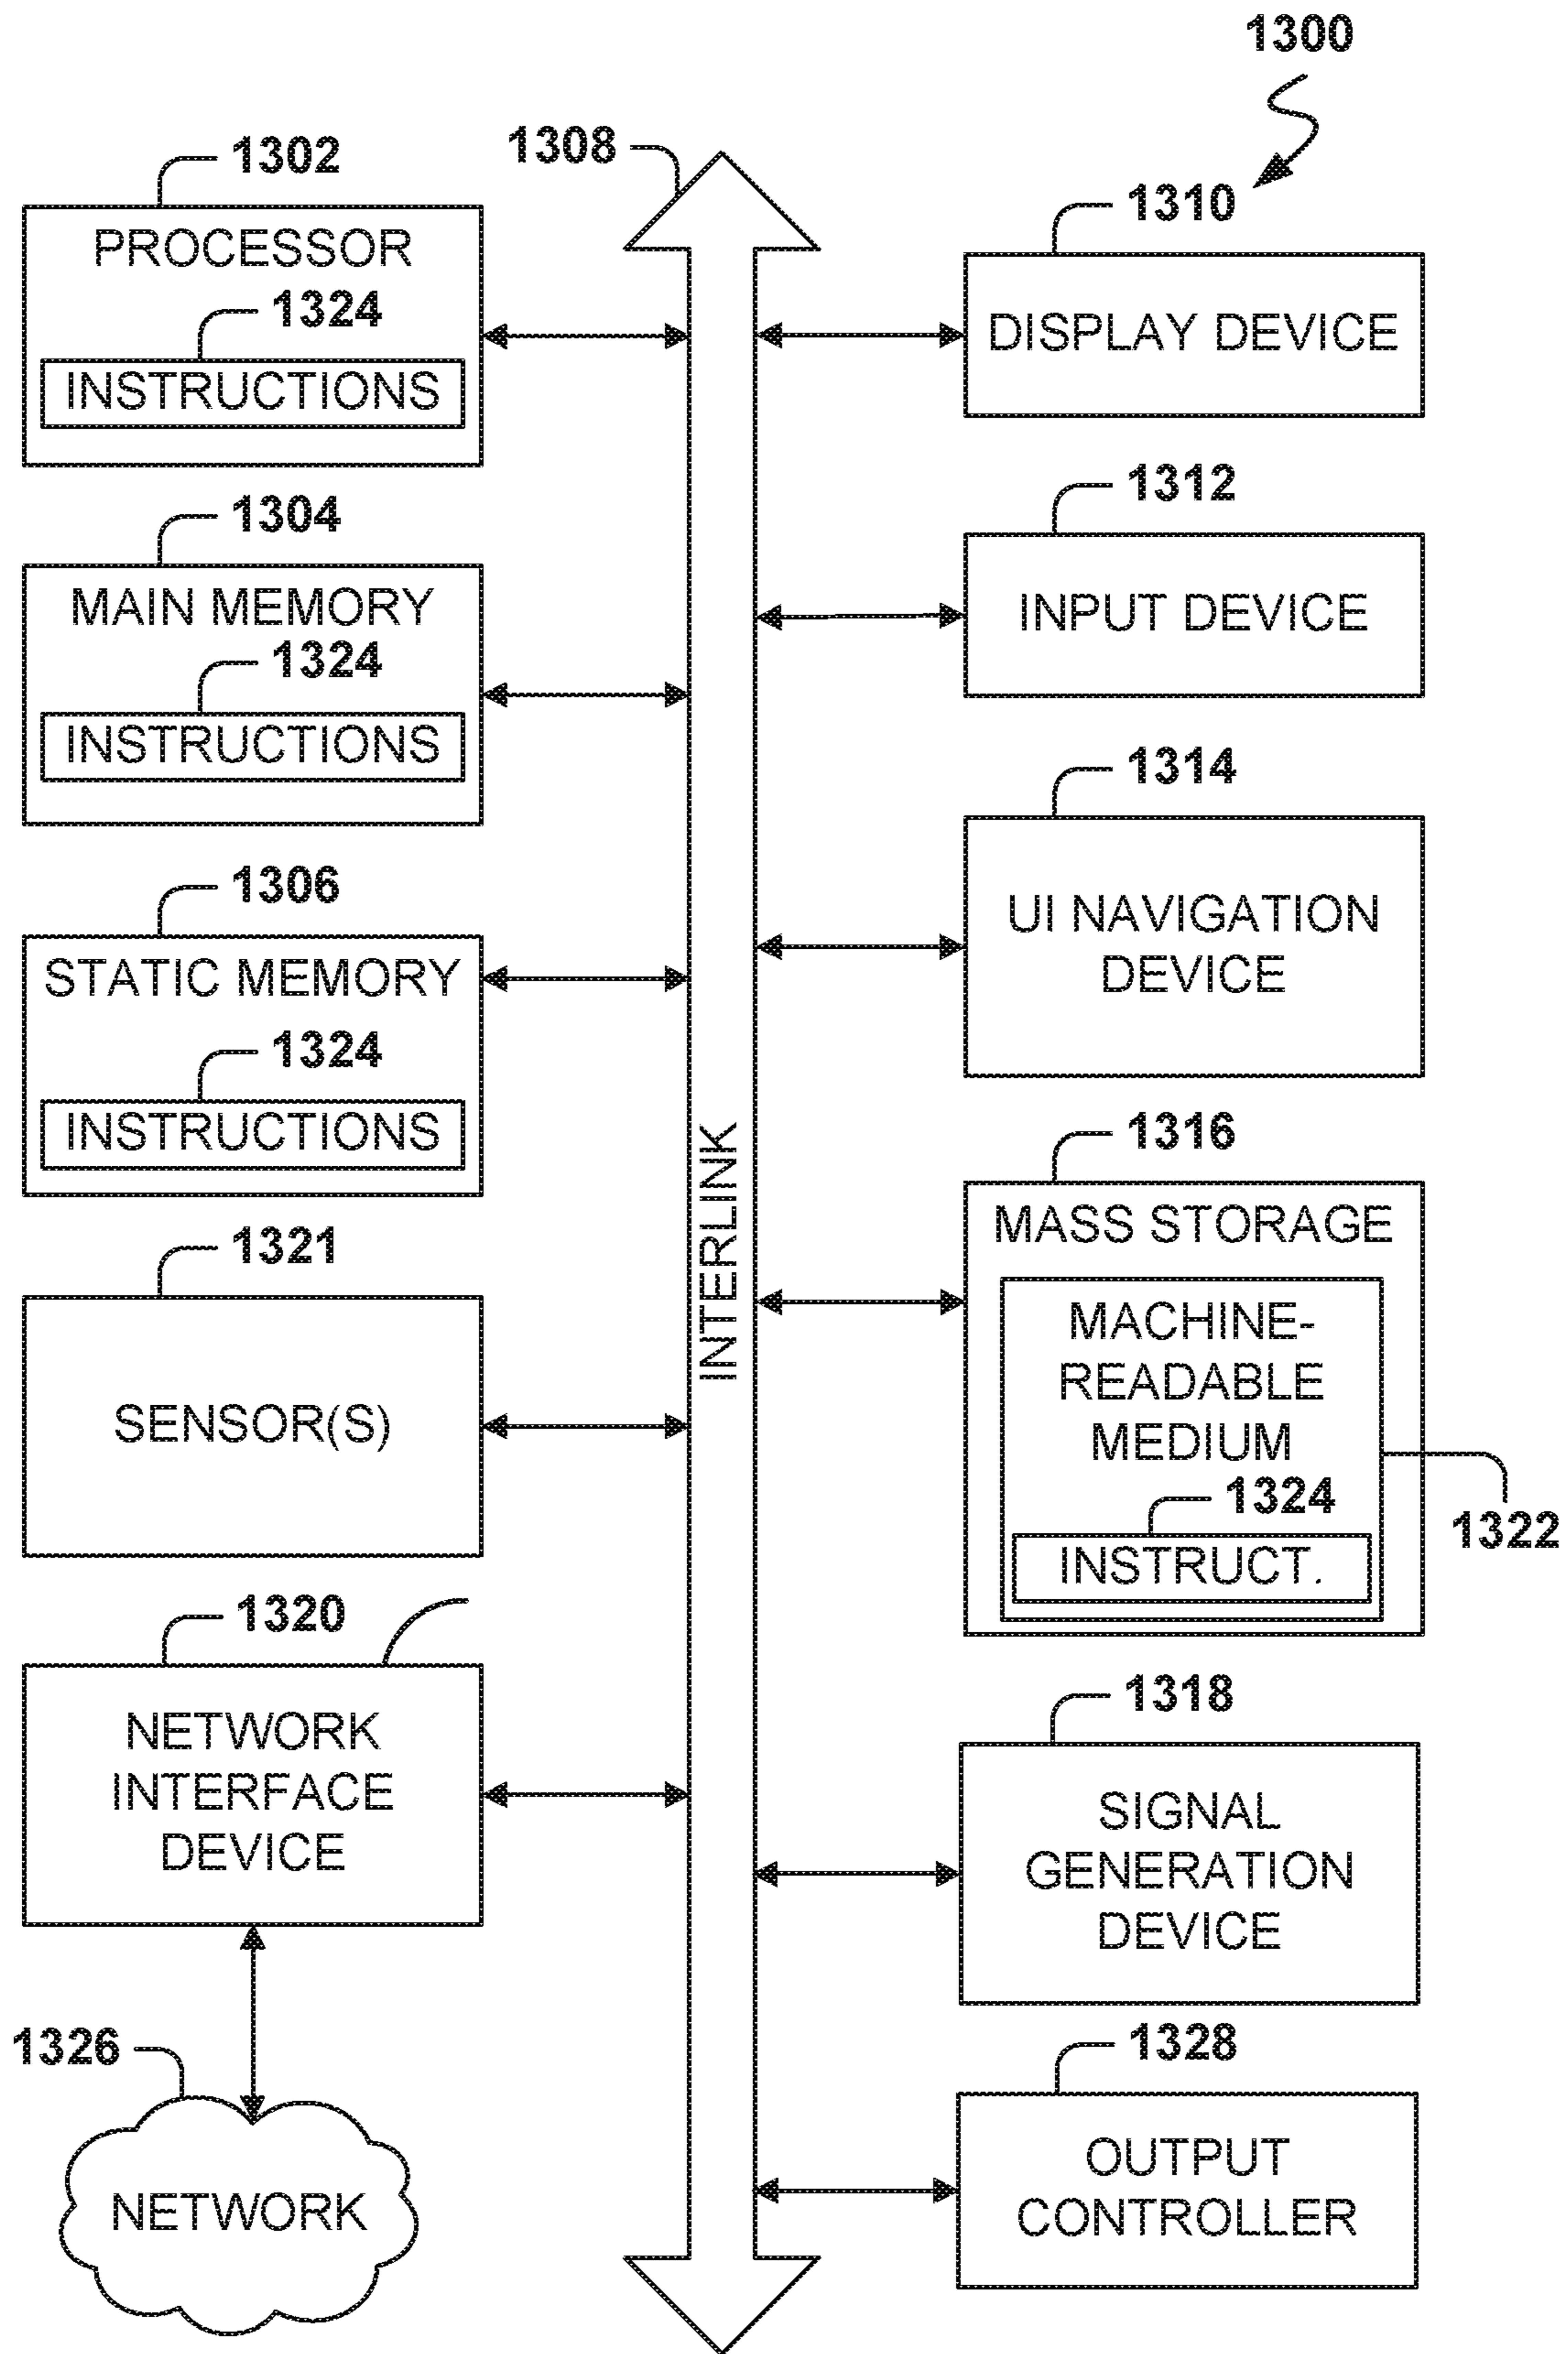 1300
1302
PROCESSOR
1324
INSTRUCTIONS
1304
MAIN MEMORY
1324
INSTRUCTIONS
1306
STATIC MEMORY
1324
INSTRUCTIONS
1321
SENSOR(S)
1320
NETWORK
INTERFACE
DEVICE
1326
NETWORK
1308
INTERLINK
1310
DISPLAY DEVICE
1312
INPUT DEVICE
1314
UI NAVIGATION
DEVICE
1316
MASS STORAGE
MACHINE-
READABLE
MEDIUM
1324
INSTRUCT.
1322
1318
SIGNAL
GENERATION
DEVICE
1328
OUTPUT
CONTROLLER